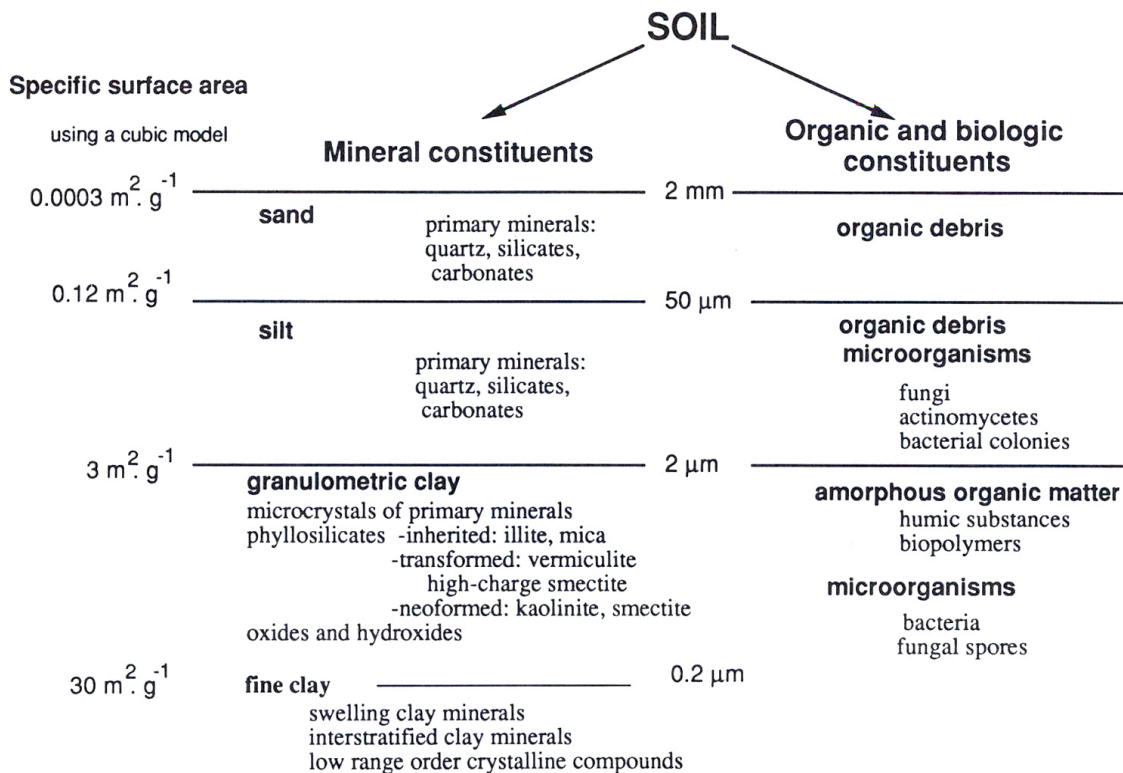 SOIL
Specific surface area
using a cubic model
Mineral constituents
Organic and biologic
constituents
0.0003 m². g⁻¹
2 mm
sand
primary minerals:
quartz, silicates,
carbonates
organic debris
0.12 m². g⁻¹
50 µm
silt
primary minerals:
quartz, silicates,
carbonates
organic debris
microorganisms
fungi
actinomycetes
bacterial colonies
3 m². g⁻¹
2 µm
granulometric clay
microcrystals of primary minerals
phyllosilicates -inherited: illite, mica
-transformed: vermiculite
high-charge smectite
-neoformed: kaolinite, smectite
oxides and hydroxides
amorphous organic matter
humic substances
biopolymers
microorganisms
bacteria
fungal spores
30 m². g⁻¹
fine clay
0.2 µm
swelling clay minerals
interstratified clay minerals
low range order crystalline compounds